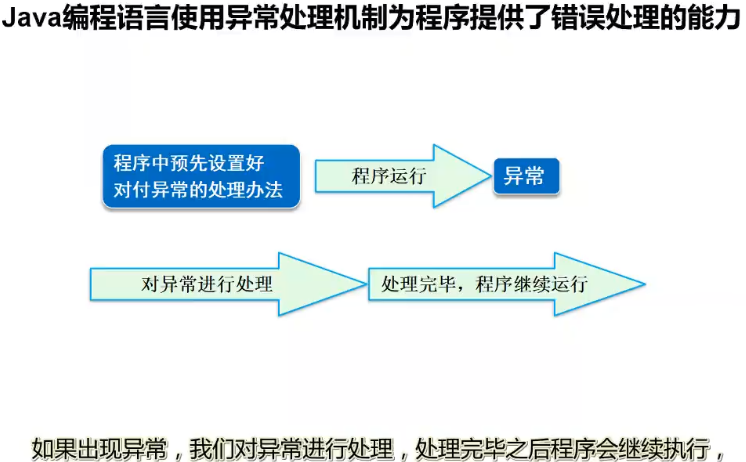 Java编程语言使用异常处理机制为程序提供了错误处理的能力
程序中预先设置好
对付异常的处理办法
程序运行
异常
对异常进行处理
处理完毕，程序继续运行
如果出现异常，我们对异常进行处理，处理完毕之后程序会继续执行，